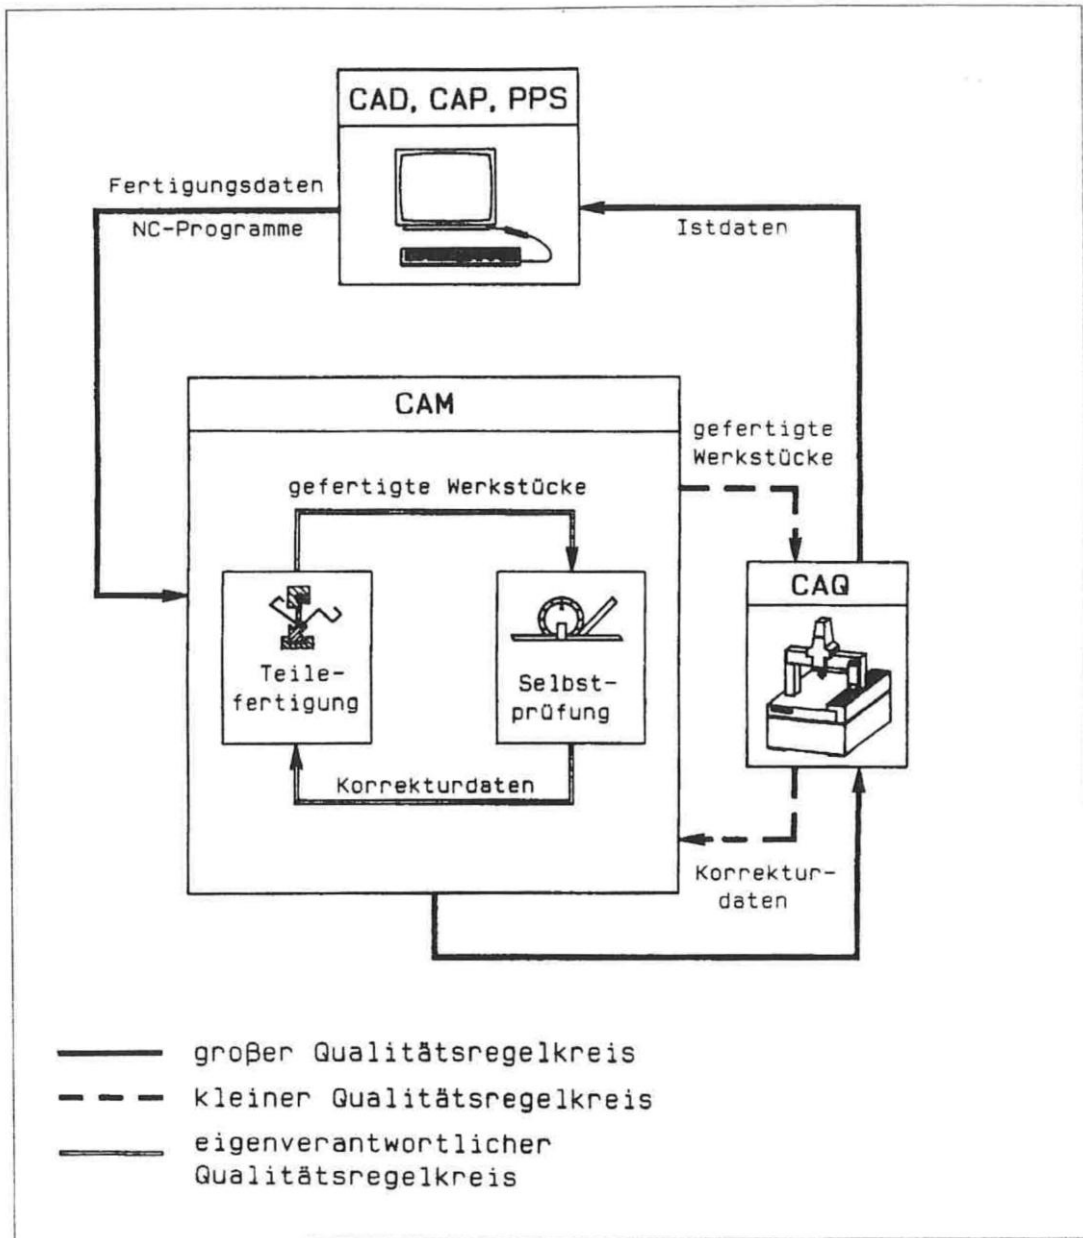 CAD, CAP, PPS
Fertigungsdaten
NC-Programme
Istdaten
CAM
gefertigte
Werkstücke
gefertigte Werkstücke
CAQ
Teile-
fertigung
Selbst-
prüfung
Korrekturdaten
Korrektur-
daten
großer Qualitätsregelkreis
kleiner Qualitätsregelkreis
eigenverantwortlicher
Qualitätsregelkreis